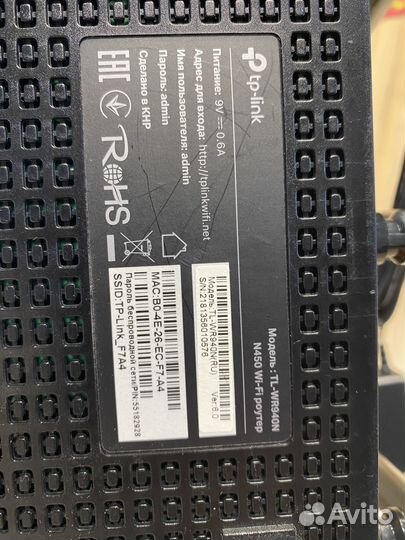 tp-link
Модель: TL-WR940N
N450 Wi-Fi роутер
Питание: 9V ⎓ 0.6A
Адрес для входа: http://tplinkwifi.net
Имя пользователя: admin
Пароль: admin
Сделано в КНР
EAC
RoHS
Модель: TL-WR940N(RU) Ver:6.0
S/N:2181356010576
MAC:B0-4E-26-EC-F7-A4
Пароль беспроводной сети/PIN:55182928
SSID:TP-Link_F7A4
Avito